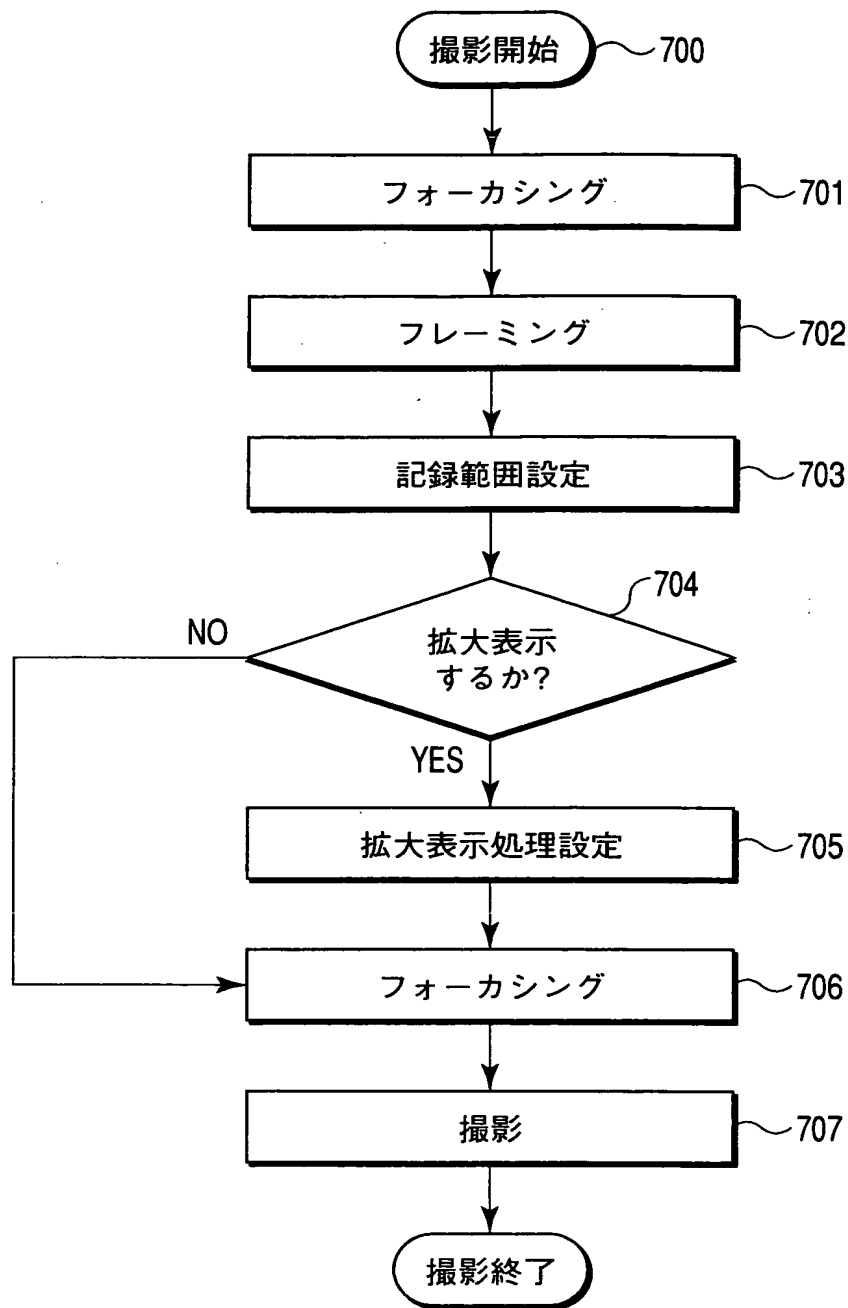 撮影開始 700
フォーカシング 701
フレーミング 702
記録範囲設定 703
704
NO
拡大表示
するか?
YES
拡大表示処理設定 705
フォーカシング 706
撮影 707
撮影終了